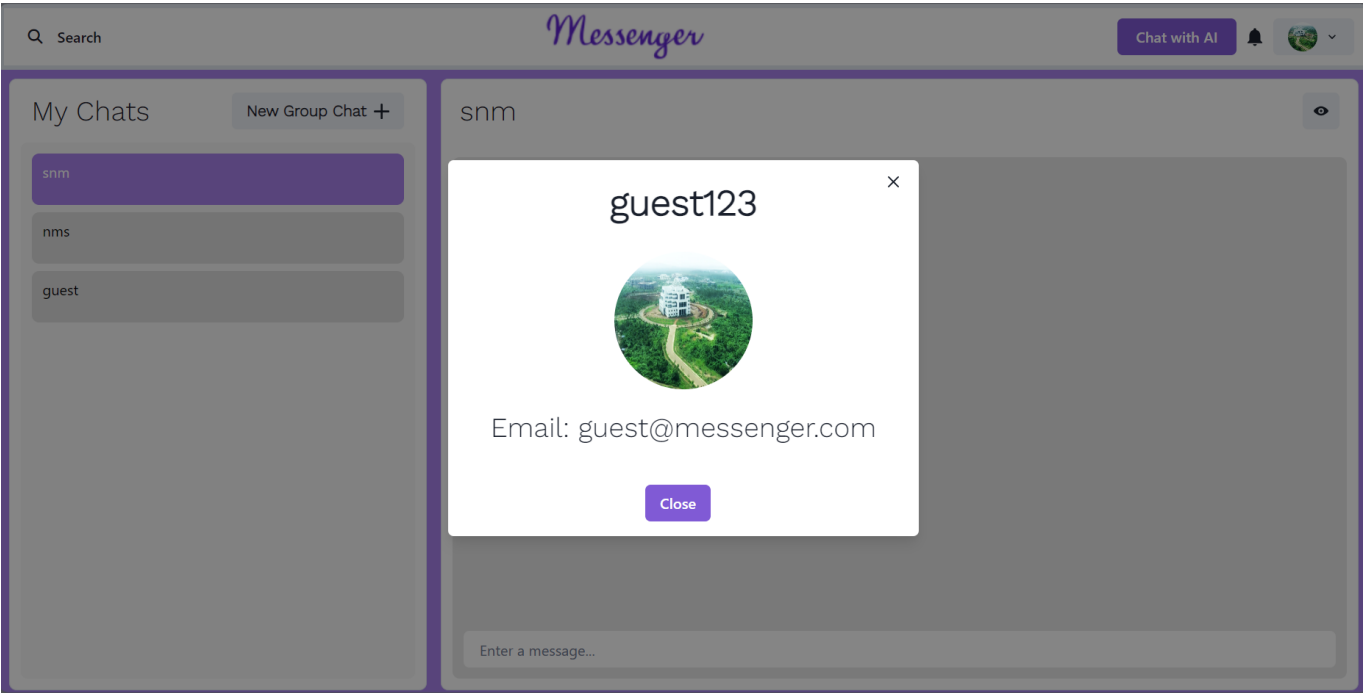 Search
Messenger
Chat with AI
My Chats
New Group Chat +
snm
nms
guest
snm
guest123
Email: guest@messenger.com
Close
Enter a message...